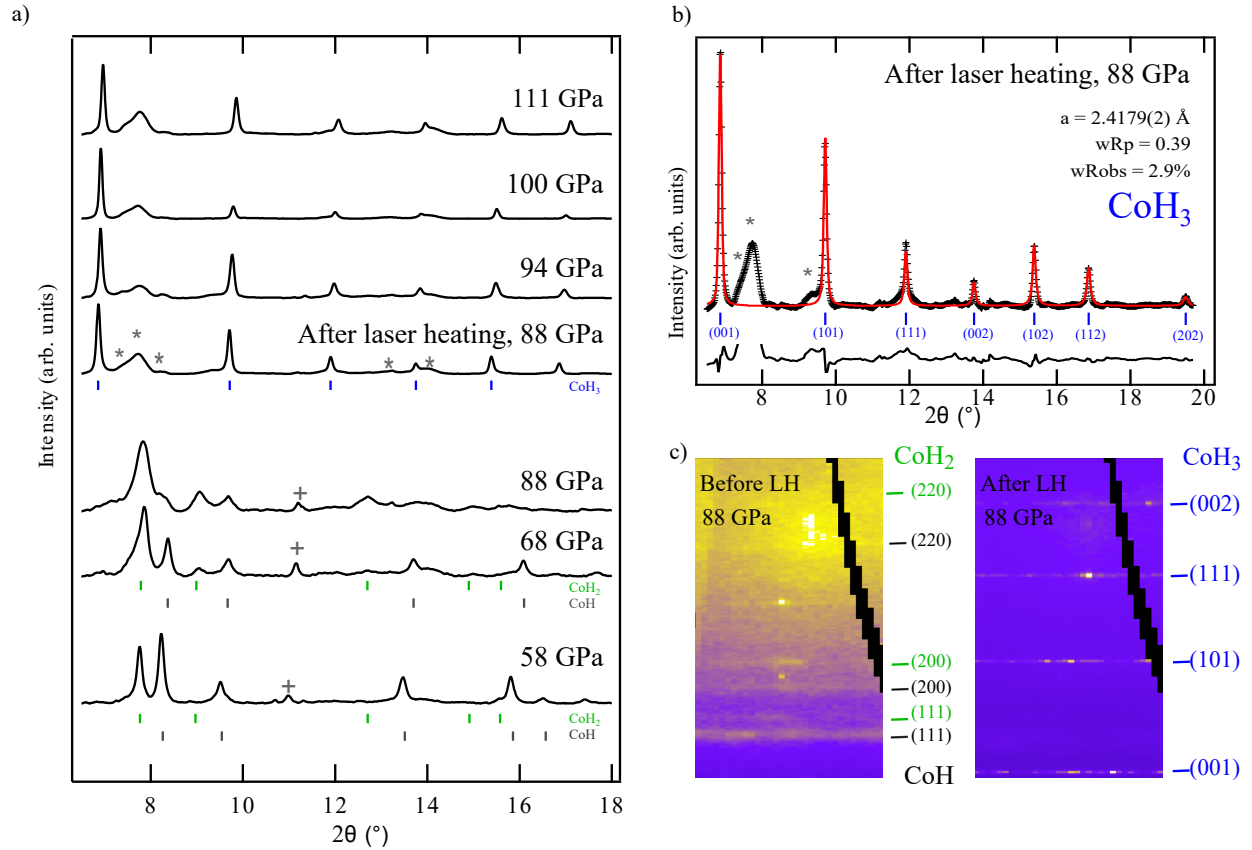 a)
111 GPa
100 GPa
94 GPa
After laser heating, 88 GPa
* * * * *
CoH3
88 GPa
+
68 GPa
+
CoH2
CoH
58 GPa
+
CoH2
CoH
8 10 12 14 16 18
2θ (°)
Intensity (arb. units)
Intensity (arb. units)
b)
After laser heating, 88 GPa
a = 2.4179(2) Å
wRp = 0.39
wRobs = 2.9%
CoH3
* * *
(001) (101) (111) (002) (102) (112) (202)
8 10 12 14 16 18 20
2θ (°)
Intensity (arb. units)
c)
Before LH
88 GPa
CoH2
(220)
(220)
(200)
(200)
(111)
(111)
CoH
After LH
88 GPa
CoH3
(002)
(111)
(101)
(001)